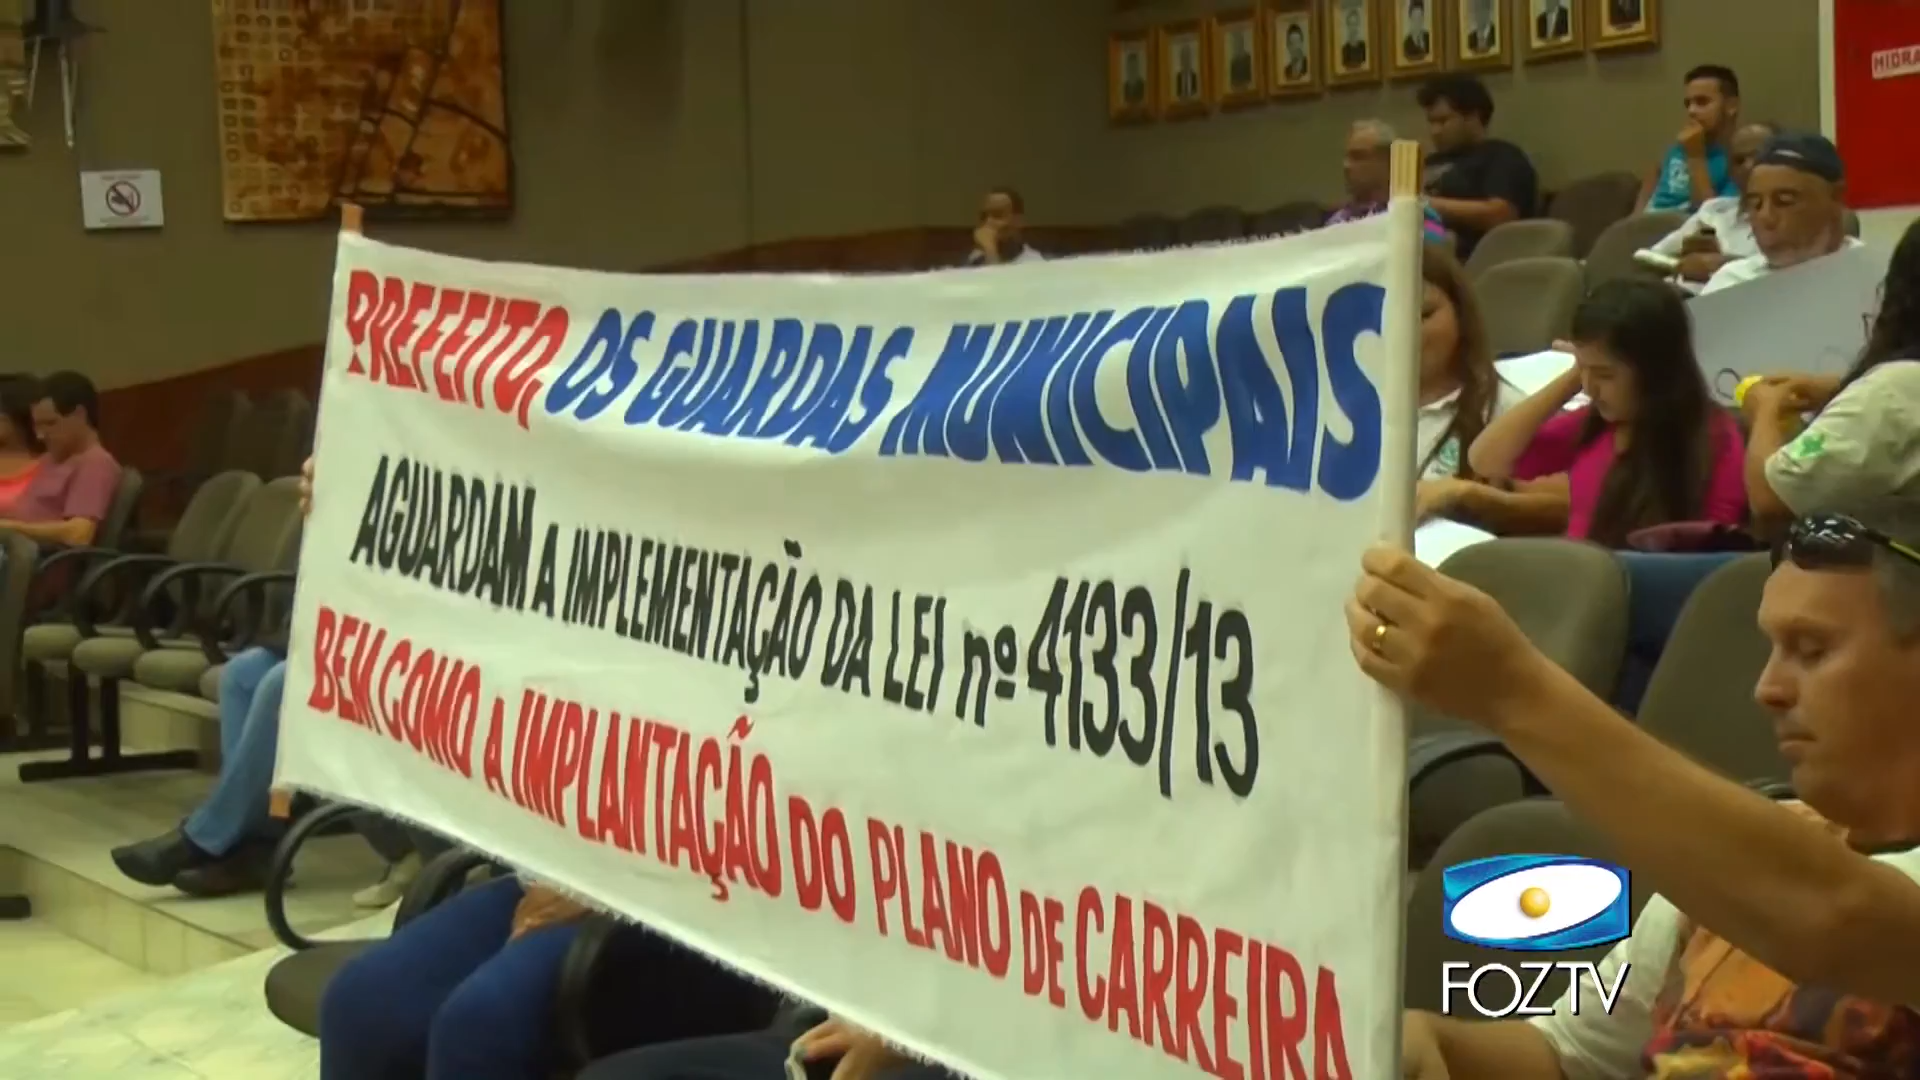 HIDRA
PREFEITO, OS GUARDAS MUNICIPAIS
AGUARDAM A IMPLEMENTAÇÃO DA LEI nº 4133/13
BEM COMO A IMPLANTAÇÃO DO PLANO DE CARREIRA
FOZTV